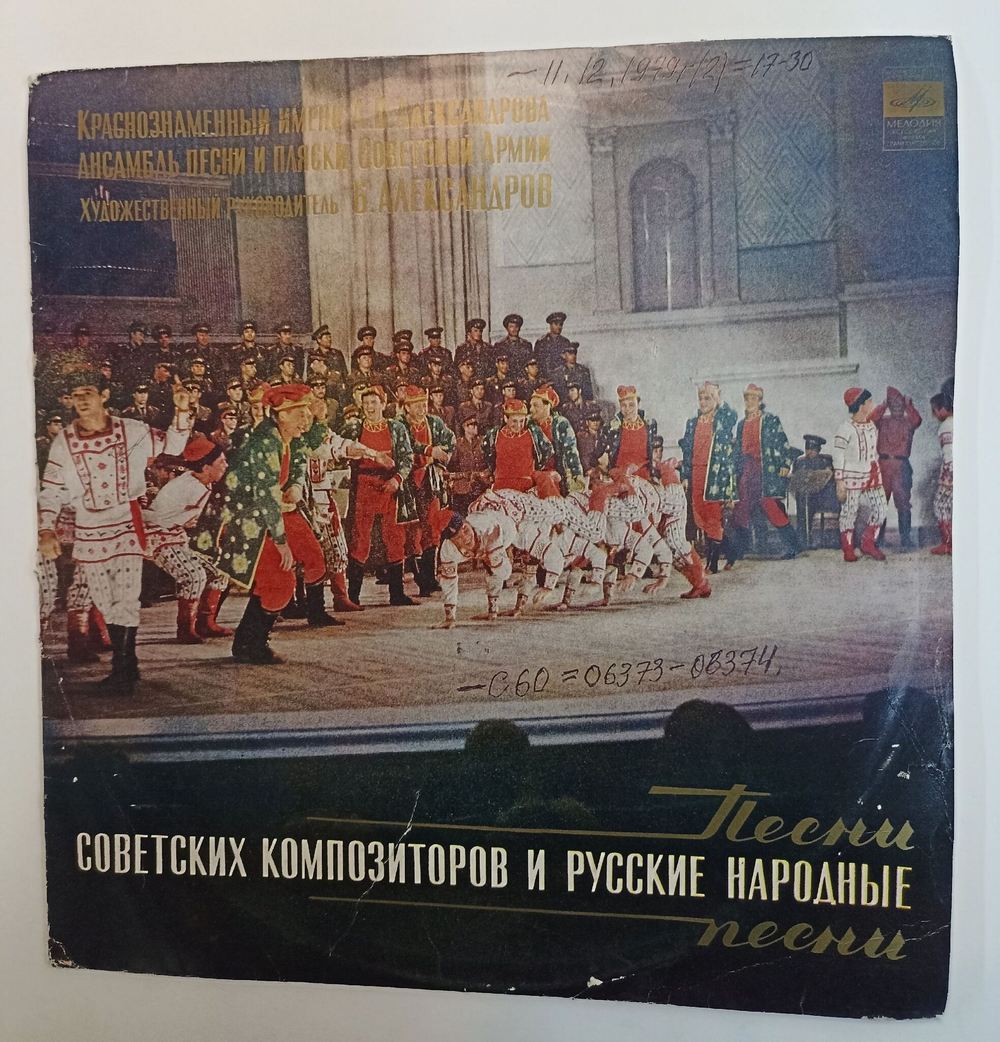 11.12.1979г(2)=17-30
КРАСНОЗНАМЕННЫЙ ИМЕНИ А.В.АЛЕКСАНДРОВА
АНСАМБЛЬ ПЕСНИ И ПЛЯСКИ СОВЕТСКОЙ АРМИИ
ХУДОЖЕСТВЕННЫЙ РУКОВОДИТЕЛЬ Б.АЛЕКСАНДРОВ
МЕЛОДИЯ
–С60=06373–08374.
Песни
СОВЕТСКИХ КОМПОЗИТОРОВ И РУССКИЕ НАРОДНЫЕ
песни